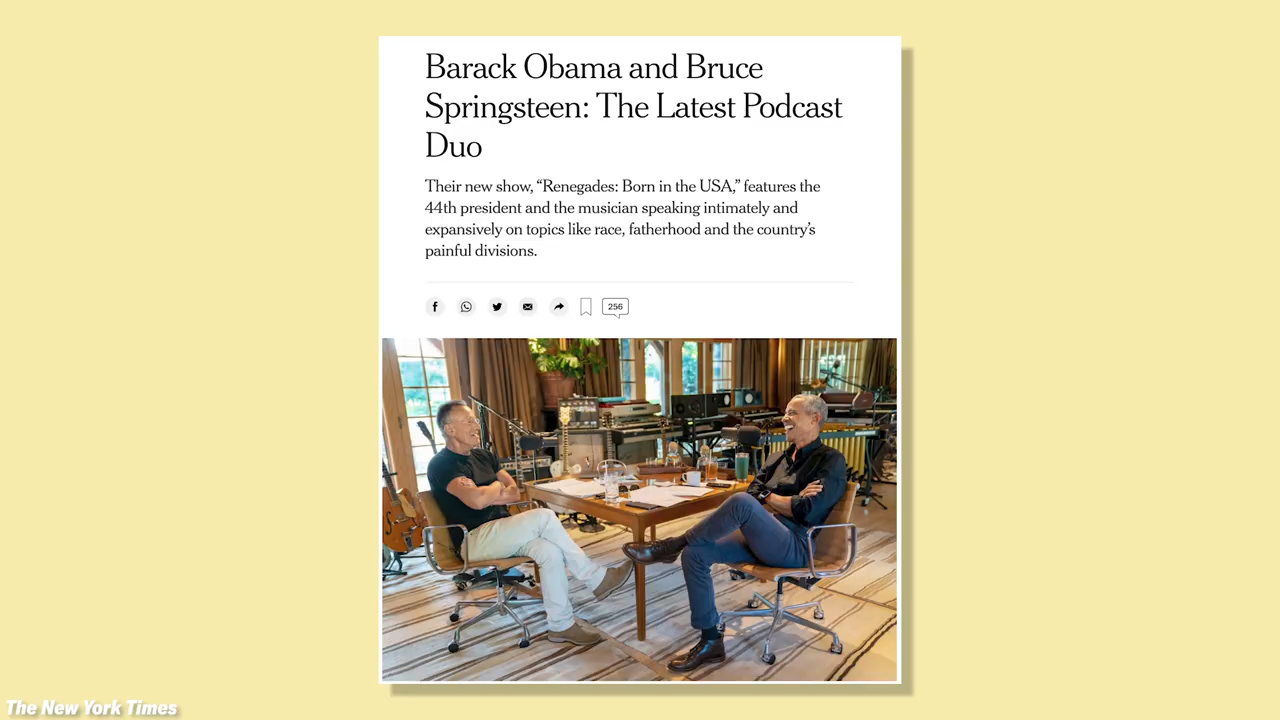 Barack Obama and Bruce
Springsteen: The Latest Podcast
Duo
Their new show, “Renegades: Born in the USA,” features the
44th president and the musician speaking intimately and
expansively on topics like race, fatherhood and the country’s
painful divisions.
256
The New York Times